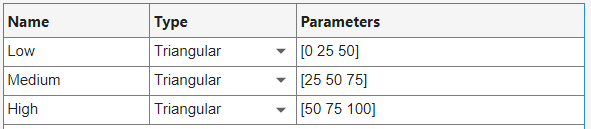 Name Type Parameters
Low Triangular [0 25 50]
Medium Triangular [25 50 75]
High Triangular [50 75 100]